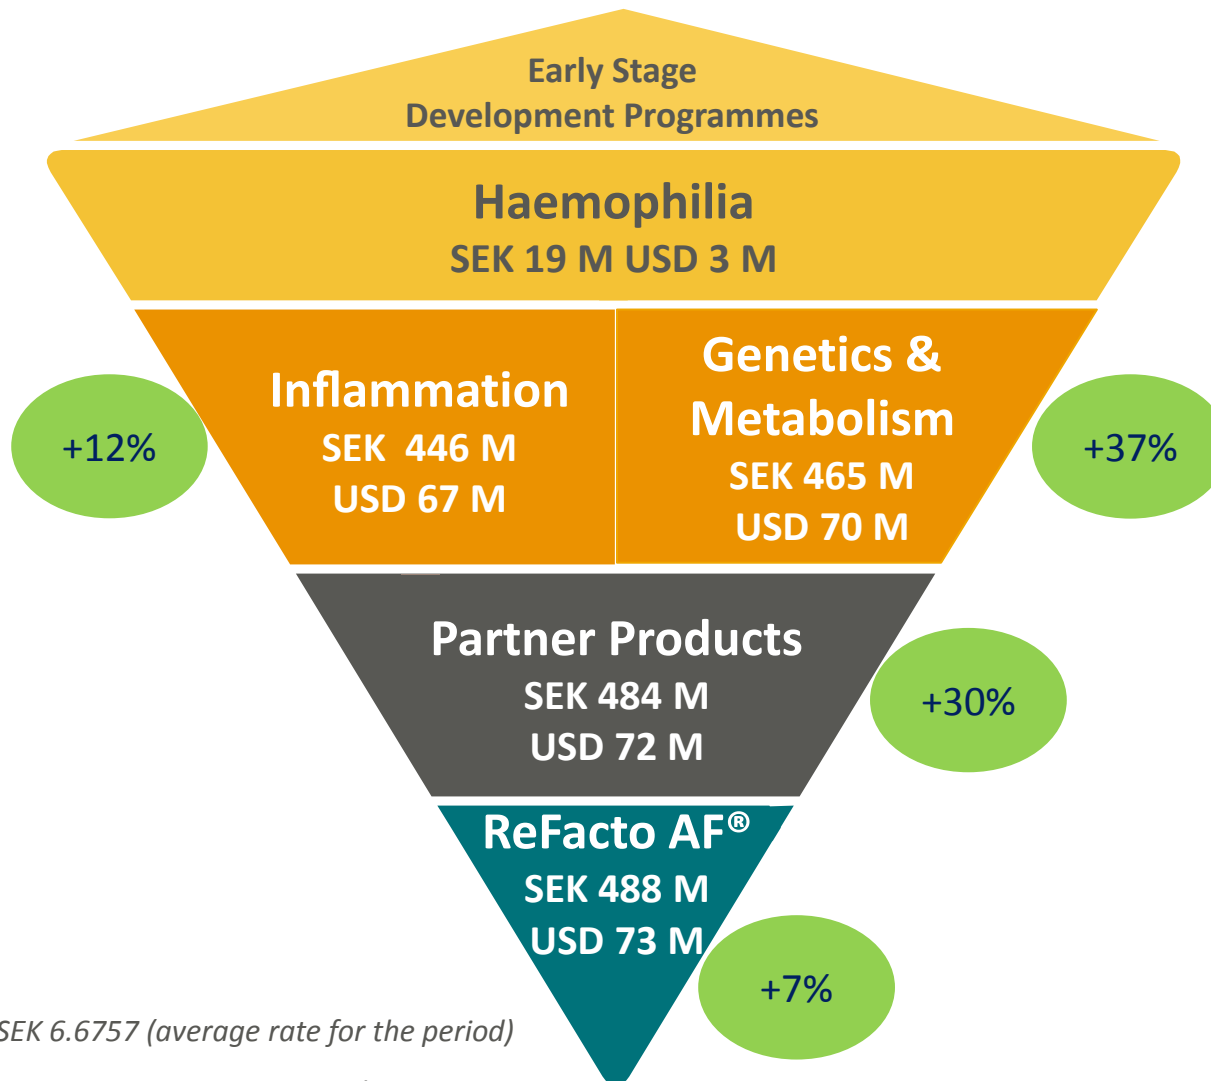 Early Stage
Development Programmes
Haemophilia
SEK 19 M USD 3 M
Inflammation
SEK 446 M
USD 67 M
Genetics &
Metabolism
SEK 465 M
USD 70 M
+12%
+37%
Partner Products
SEK 484 M
USD 72 M
+30%
ReFacto AF®
SEK 488 M
USD 73 M
+7%
SEK 6.6757 (average rate for the period)